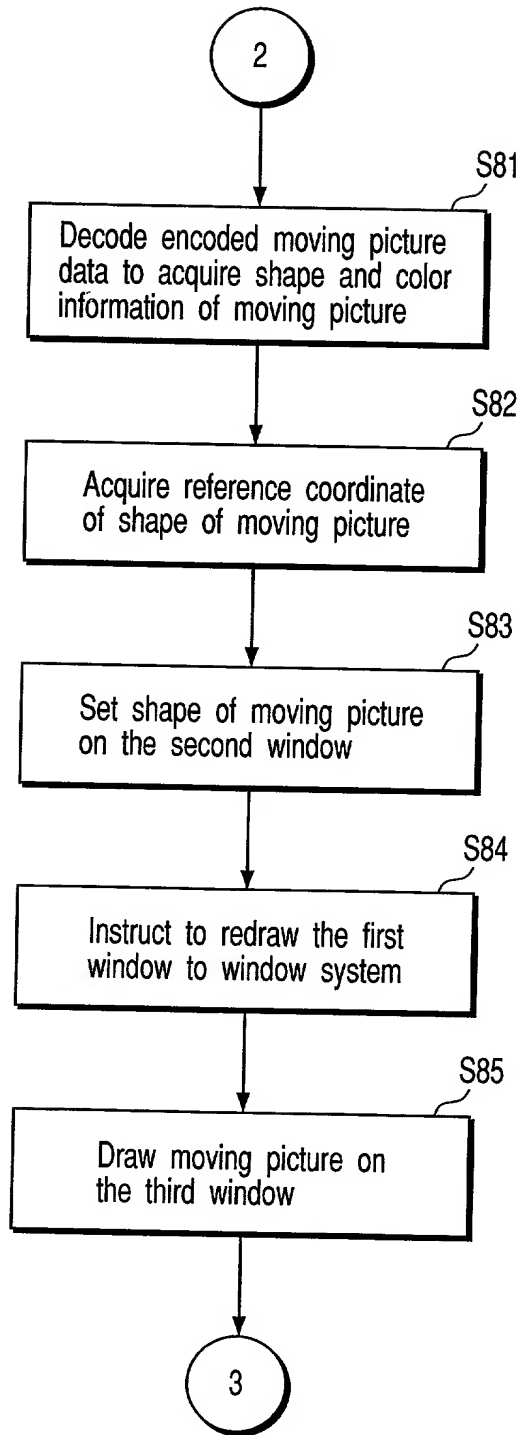 2
S81
Decode encoded moving picture
data to acquire shape and color
information of moving picture
S82
Acquire reference coordinate
of shape of moving picture
S83
Set shape of moving picture
on the second window
S84
Instruct to redraw the first
window to window system
S85
Draw moving picture on
the third window
3